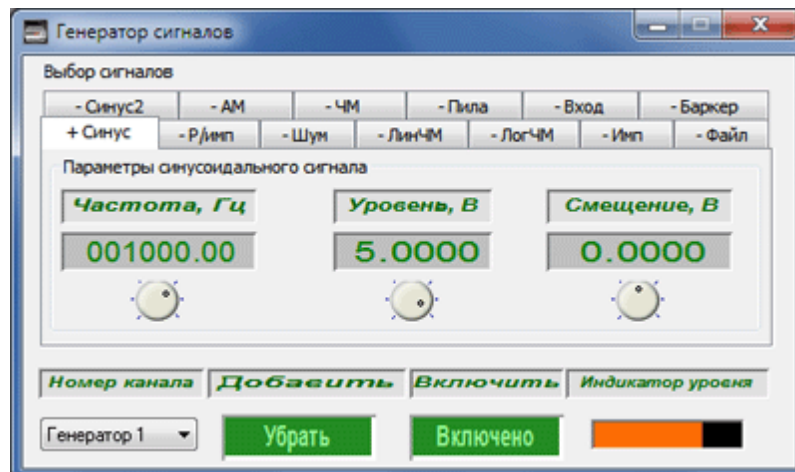 Генератор сигналов
Выбор сигналов
- Синус2 - АМ - ЧМ - Пила - Вход - Баркер
+ Синус - Р/имп - Шум - ЛинЧМ - ЛогЧМ - Имп - Файл
Параметры синусоидального сигнала
Частота, Гц Уровень, В Смещение, В
001000.00 5.0000 0.0000
Номер канала Добавить Включить Индикатор уровня
Генератор 1 Убрать Включено